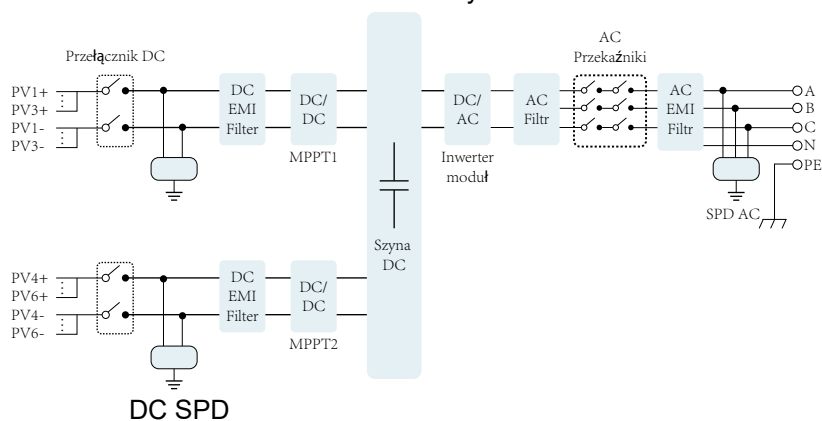 Przełącznik DC
PV1+
PV3+
PV1-
PV3-
DC
EMI
Filter
DC/
DC
MPPT1
DC/
AC
Inwerter
moduł
AC
Filtr
AC
Przekaźniki
AC
EMI
Filtr
A
B
C
N
PE
SPD AC
Szyna
DC
PV4+
PV6+
PV4-
PV6-
DC
EMI
Filter
DC/
DC
MPPT2
DC SPD